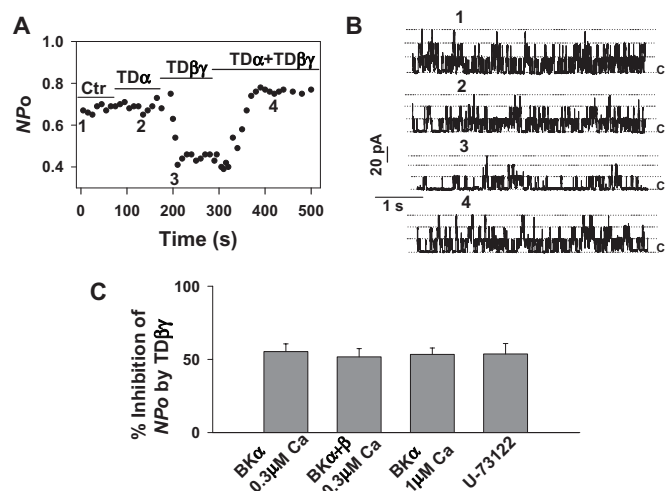 A
NPo
1.0
0.8
0.6
0.4
Ctr
TDα
TDβγ
TDα+TDβγ
1
2
3
4
0 100 200 300 400 500
Time (s)
B
1
c
2
c
3
c
4
c
20 pA
1 s
C
% Inhibition of
NPo by TDβγ
100
50
0
BKα
0.3µM Ca
BKα+β
0.3µM Ca
BKα
1µM Ca
U-73122